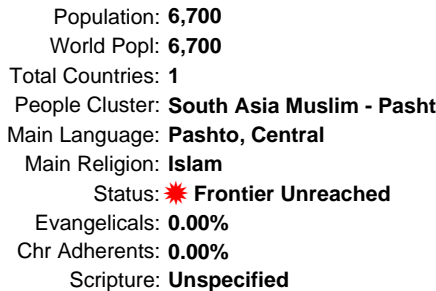 Population: 6,700
World Popl: 6,700
Total Countries: 1
People Cluster: South Asia Muslim - Pasht
Main Language: Pashto, Central
Main Religion: Islam
Status: Frontier Unreached
Evangelicals: 0.00%
Chr Adherents: 0.00%
Scripture: Unspecified